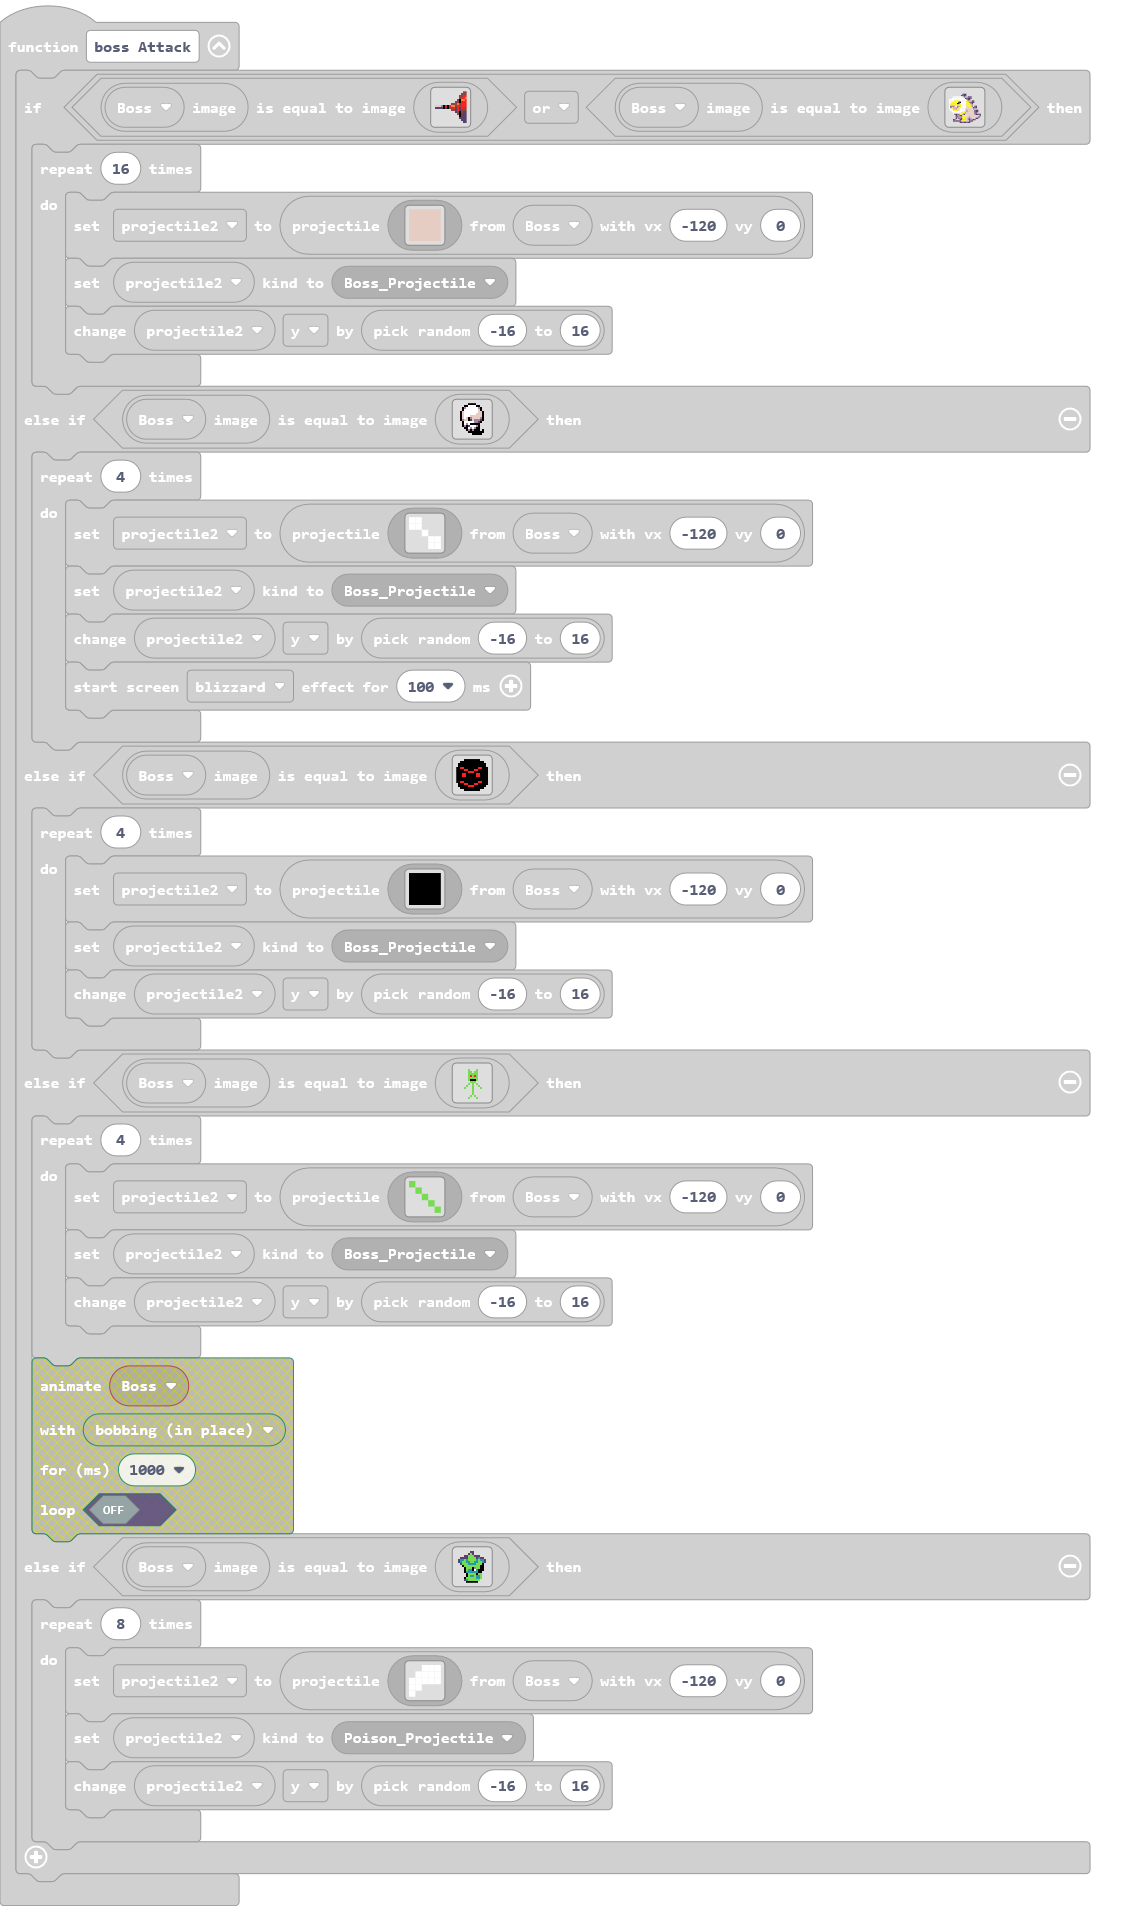 function boss Attack
if Boss image is equal to image or Boss image is equal to image then
repeat 16 times
do
set projectile2 to projectile from Boss with vx -120 vy 0
set projectile2 kind to Boss_Projectile
change projectile2 y by pick random -16 to 16
else if Boss image is equal to image then
repeat 4 times
do
set projectile2 to projectile from Boss with vx -120 vy 0
set projectile2 kind to Boss_Projectile
change projectile2 y by pick random -16 to 16
start screen blizzard effect for 100 ms
else if Boss image is equal to image then
repeat 4 times
do
set projectile2 to projectile from Boss with vx -120 vy 0
set projectile2 kind to Boss_Projectile
change projectile2 y by pick random -16 to 16
else if Boss image is equal to image then
repeat 4 times
do
set projectile2 to projectile from Boss with vx -120 vy 0
set projectile2 kind to Boss_Projectile
change projectile2 y by pick random -16 to 16
animate Boss
with bobbing (in place)
for (ms) 1000
loop OFF
else if Boss image is equal to image then
repeat 8 times
do
set projectile2 to projectile from Boss with vx -120 vy 0
set projectile2 kind to Poison_Projectile
change projectile2 y by pick random -16 to 16